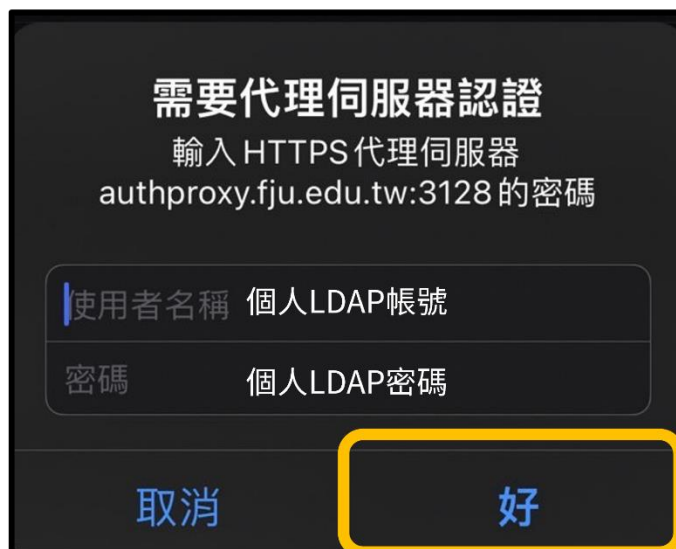 需要代理伺服器認證
輸入HTTPS代理伺服器
authproxy.fju.edu.tw:3128的密碼
使用者名稱 個人LDAP帳號
密碼 個人LDAP密碼
取消 好